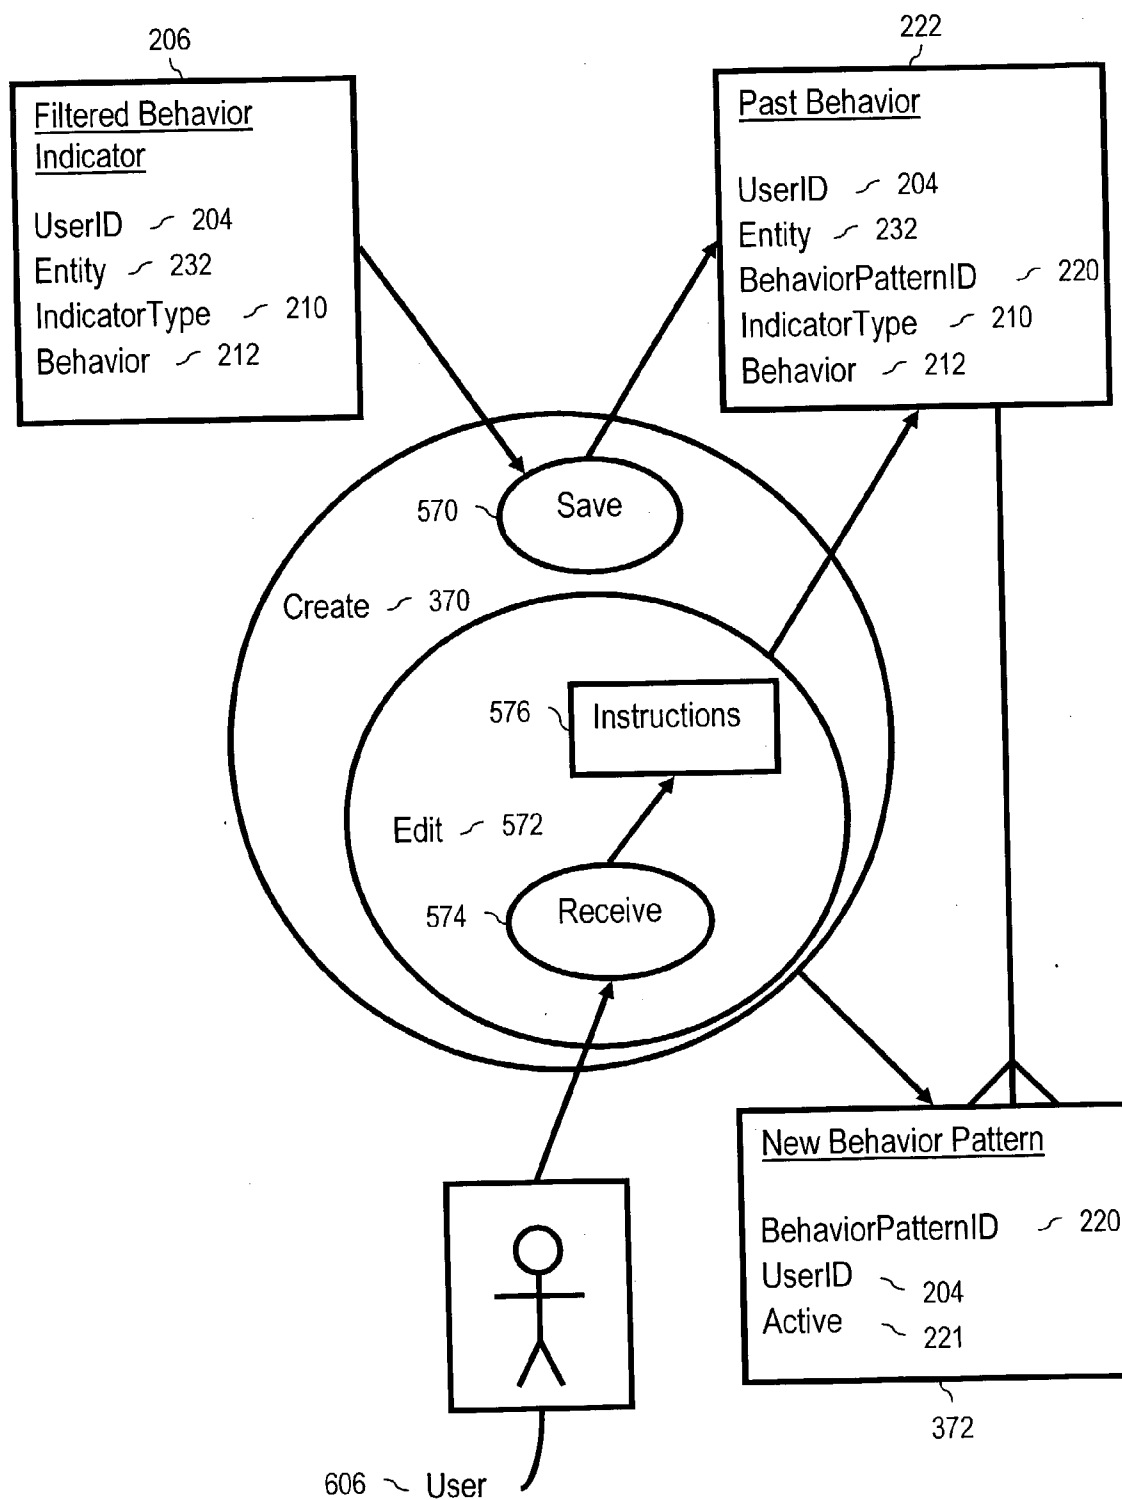 206
Filtered Behavior
Indicator
UserID 204
Entity 232
IndicatorType 210
Behavior 212
222
Past Behavior
UserID 204
Entity 232
BehaviorPatternID 220
IndicatorType 210
Behavior 212
570 Save
Create 370
576 Instructions
Edit 572
574 Receive
New Behavior Pattern
BehaviorPatternID 220
UserID 204
Active 221
372
606 User